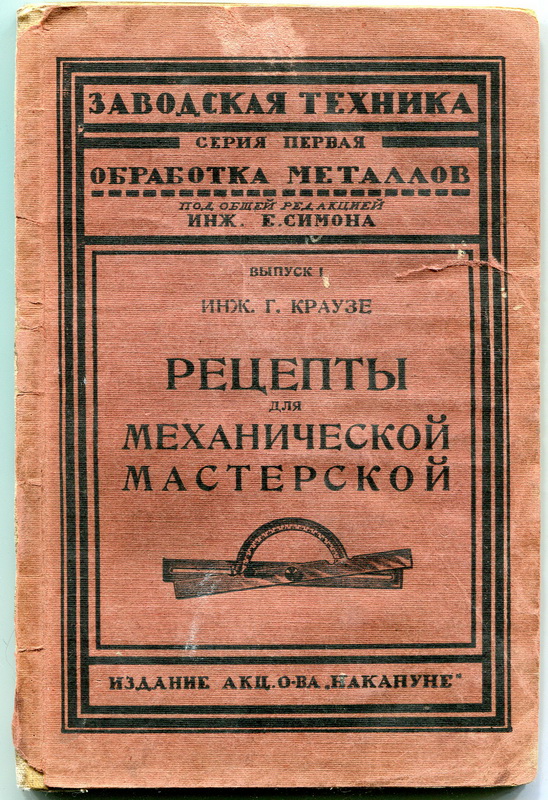 ЗАВОДСКАЯ ТЕХНИКА
СЕРИЯ ПЕРВАЯ
ОБРАБОТКА МЕТАЛЛОВ
ПОД ОБЩЕЙ РЕДАКЦИЕЙ
ИНЖ. Е. СИМОНА
ВЫПУСК I
ИНЖ. Г. КРАУЗЕ
РЕЦЕПТЫ
ДЛЯ
МЕХАНИЧЕСКОЙ
МАСТЕРСКОЙ
ИЗДАНИЕ АКЦ. О-ВА „НАКАНУНЕ"